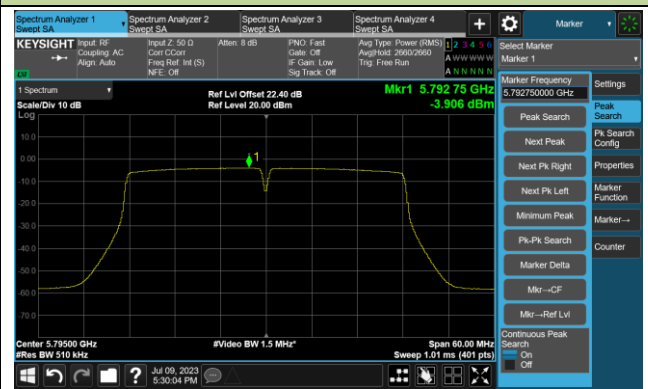 Spectrum Analyzer 1
Swept SA
Spectrum Analyzer 2
Swept SA
Spectrum Analyzer 3
Swept SA
Spectrum Analyzer 4
Swept SA
+
Marker
KEYSIGHT
Input: RF
Coupling: AC
Align: Auto
Input Z: 50 Ω
Corr CCorr
Freq Ref: Int (S)
NFE: Off
Atten: 8 dB
PNO: Fast
Gate: Off
IF Gain: Low
Sig Track: Off
Avg Type: Power (RMS)
Avg|Hold: 2660/2660
Trig: Free Run
1 2 3 4 5 6
A W W W W W
A N N N N N
LXI
Select Marker
Marker 1
1 Spectrum
Scale/Div 10 dB
Log
Ref Lvl Offset 22.40 dB
Ref Level 20.00 dBm
Mkr1 5.792 75 GHz
-3.906 dBm
10.0
0.00
-10.0
-20.0
-30.0
-40.0
-50.0
-60.0
-70.0
1
Center 5.79500 GHz
#Res BW 510 kHz
#Video BW 1.5 MHz*
Span 60.00 MHz
Sweep 1.01 ms (401 pts)
Marker Frequency
5.792750000 GHz
Peak Search
Next Peak
Next Pk Right
Next Pk Left
Minimum Peak
Pk-Pk Search
Marker Delta
Mkr→CF
Mkr→Ref Lvl
Continuous Peak
Search
On
Off
Settings
Peak
Search
Pk Search
Config
Properties
Marker
Function
Marker→
Counter
?
Jul 09, 2023
5:30:04 PM